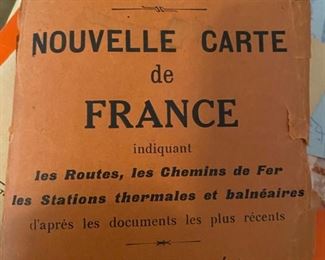 NOUVELLE CARTE
de
FRANCE
indiquant
les Routes, les Chemins de Fer
les Stations thermales et balnéaires
d'aprés les documents les plus récents